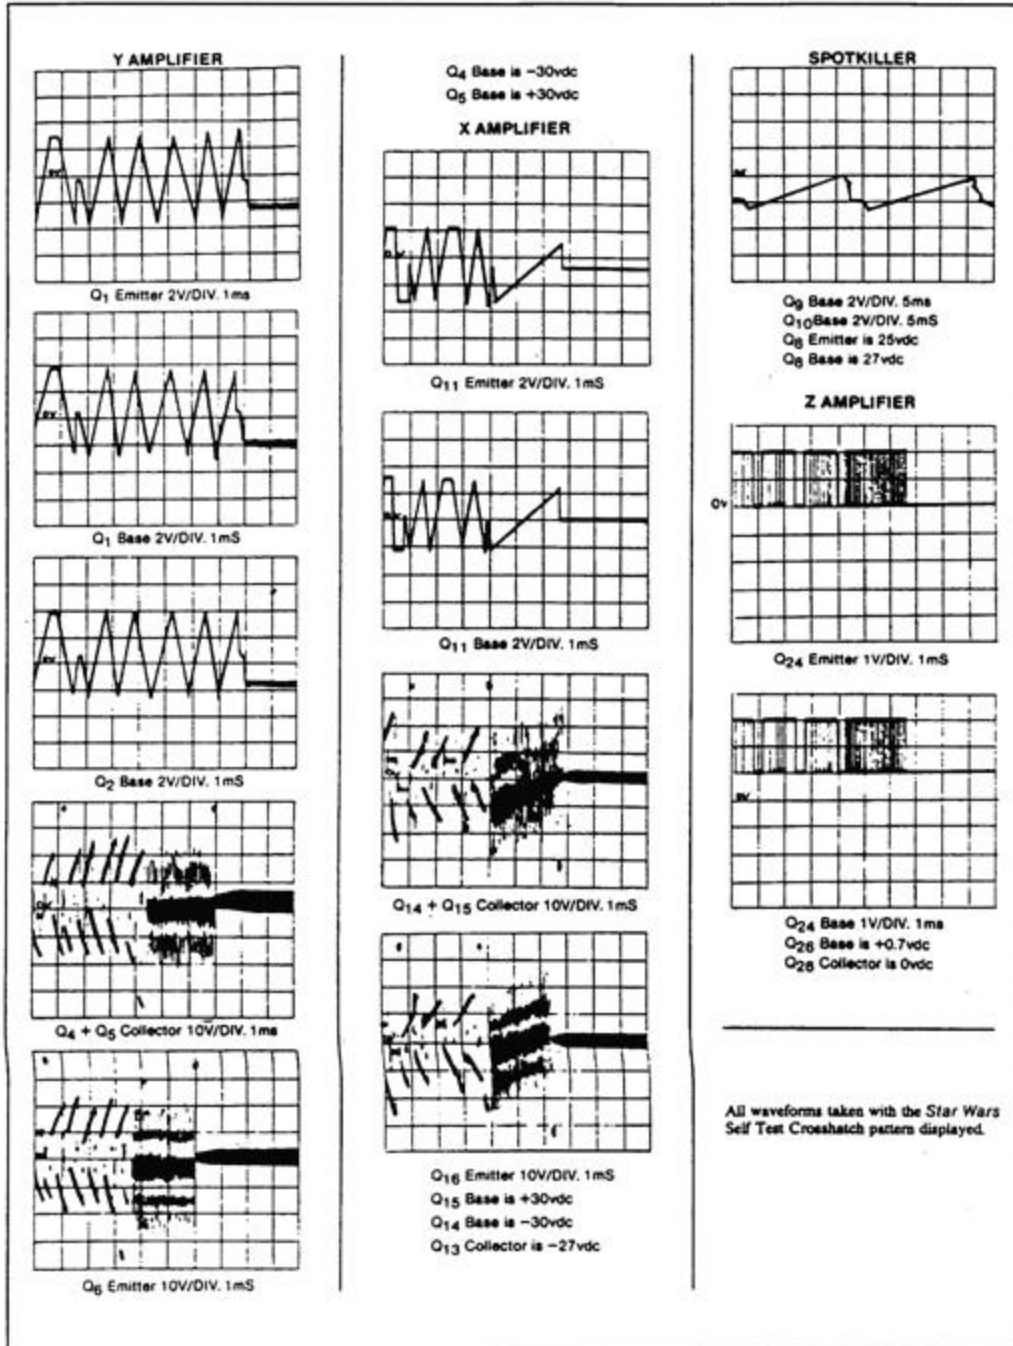 Y AMPLIFIER
0V
Q1 Emitter 2V/DIV. 1ms
0V
Q1 Base 2V/DIV. 1mS
0V
Q2 Base 2V/DIV. 1mS
Q4 + Q5 Collector 10V/DIV. 1ms
Q6 Emitter 10V/DIV. 1mS
Q4 Base is -30vdc
Q5 Base is +30vdc
X AMPLIFIER
Q11 Emitter 2V/DIV. 1mS
Q11 Base 2V/DIV. 1mS
Q14 + Q15 Collector 10V/DIV. 1mS
Q16 Emitter 10V/DIV. 1mS
Q15 Base is +30vdc
Q14 Base is -30vdc
Q13 Collector is -27vdc
SPOTKILLER
Q9 Base 2V/DIV. 5ms
Q10Base 2V/DIV. 5mS
Q8 Emitter is 25vdc
Q8 Base is 27vdc
Z AMPLIFIER
0V
Q24 Emitter 1V/DIV. 1mS
0V
Q24 Base 1V/DIV. 1ms
Q26 Base is +0.7vdc
Q26 Collector is 0vdc
All waveforms taken with the Star Wars
Self Test Crosshatch pattern displayed.